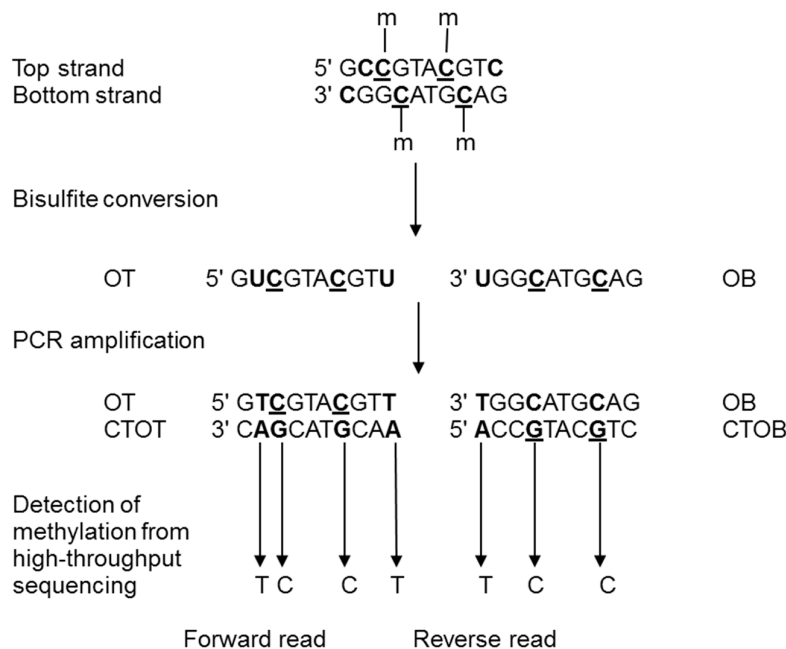 m m
Top strand 5' GCCGTACGTC
Bottom strand 3' CGGCATGCAG
m m
Bisulfite conversion
OT 5' GUCGTACGTU 3' UGGCATGCAG OB
PCR amplification
OT 5' GTCGTACGTT 3' TGGCATGCAG OB
CTOT 3' CAGCATGCAA 5' ACCGTACGTC CTOB
Detection of
methylation from
high-throughput
sequencing T C C T T C C
Forward read Reverse read